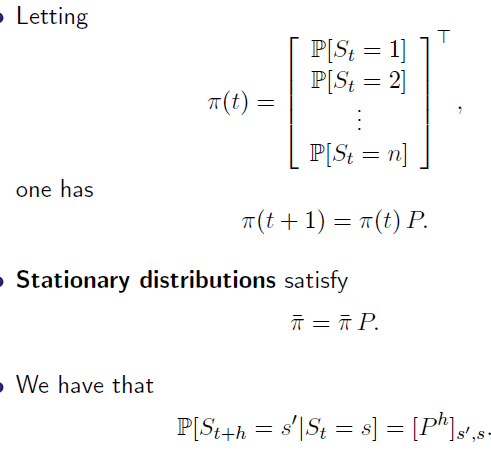 • Letting
π(t) = [ ℙ[S_t = 1]
ℙ[S_t = 2]
⋮
ℙ[S_t = n] ]^⊤ ,
one has
π(t + 1) = π(t) P.
• Stationary distributions satisfy
π̄ = π̄ P.
• We have that
ℙ[S_{t+h} = s′|S_t = s] = [P^h]_{s′,s}.